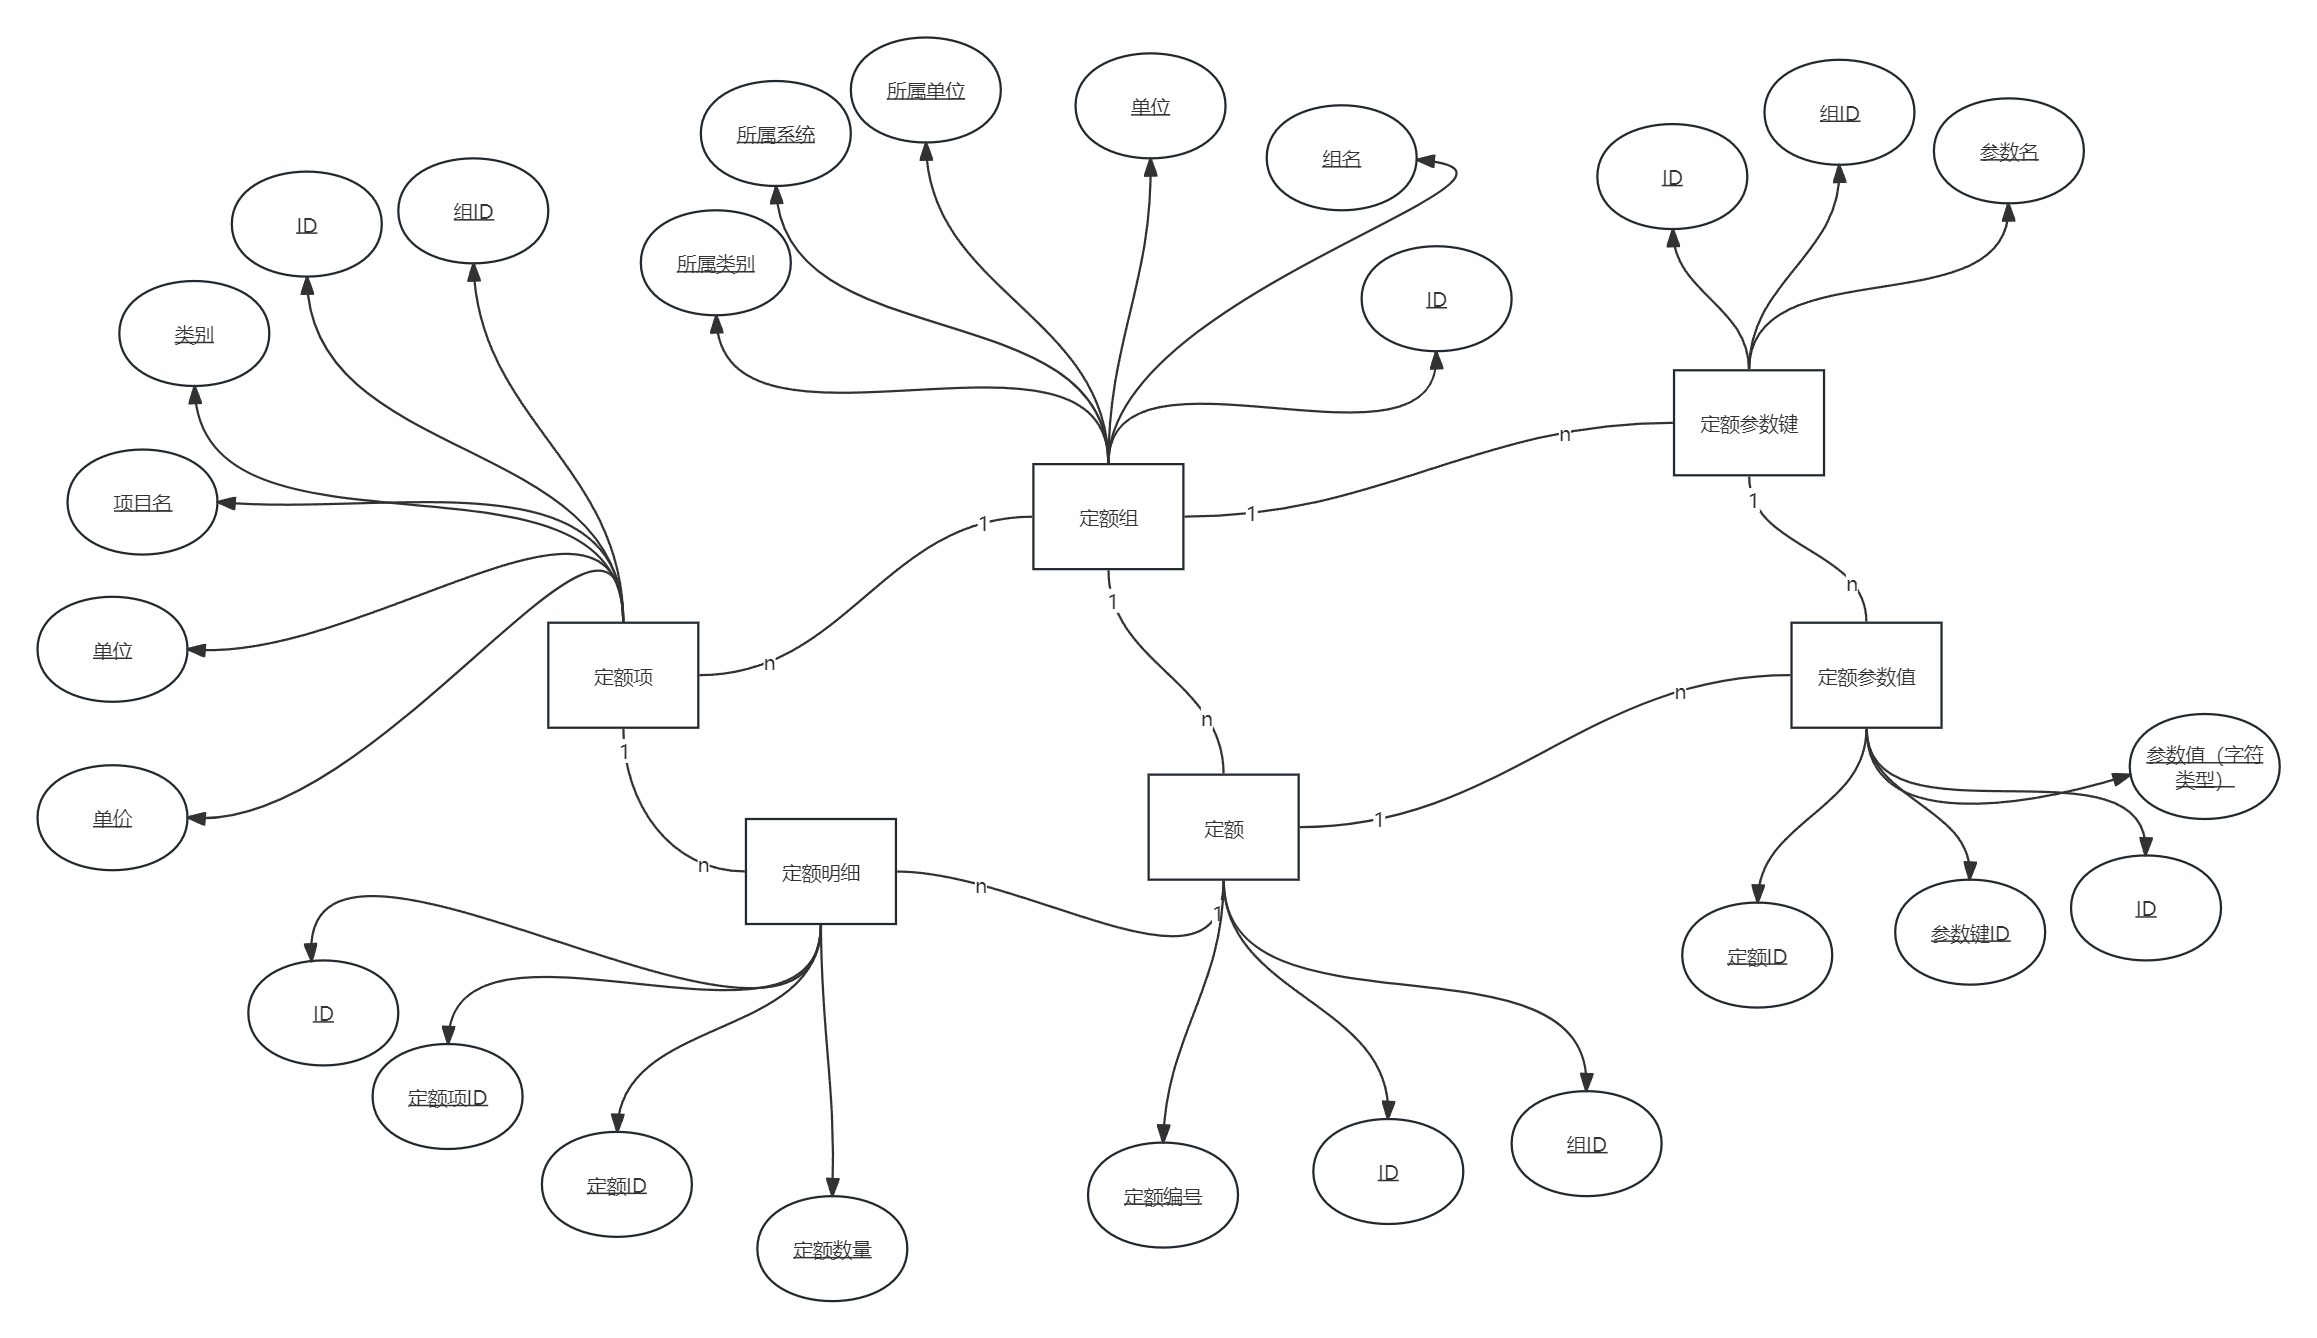 所属单位
单位
所属系统
组名
组ID
参数名
ID
ID
组ID
所属类别
ID
类别
项目名
单位
单价
定额参数键
n
1
定额组
1
1
n
1
n
定额项
1
n
定额参数值
n
n
1
定额
参数值（字符
类型）
定额明细
n
n
1
ID
定额项ID
定额ID
定额数量
定额编号
ID
组ID
定额ID
参数键ID
ID